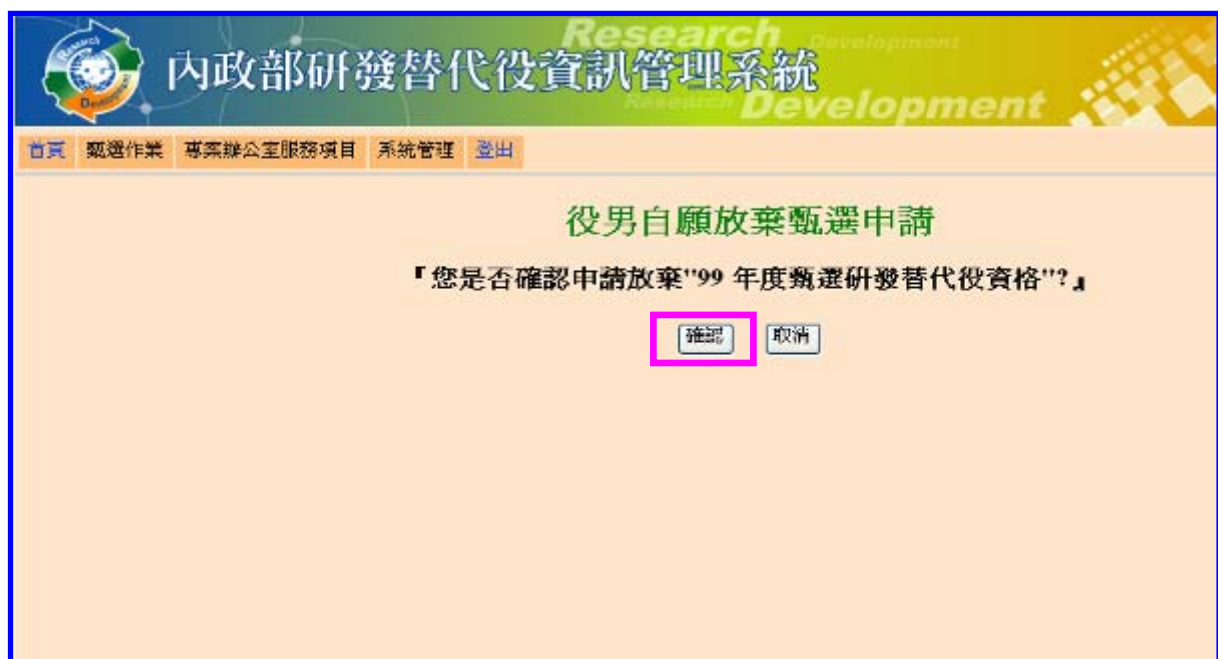 Research Development
內政部研發替代役資訊管理系統
Research Development
Research
Development
首頁 甄選作業 專案辦公室服務項目 系統管理 登出
役男自願放棄甄選申請
『您是否確認申請放棄"99 年度甄選研發替代役資格"?』
確認 取消